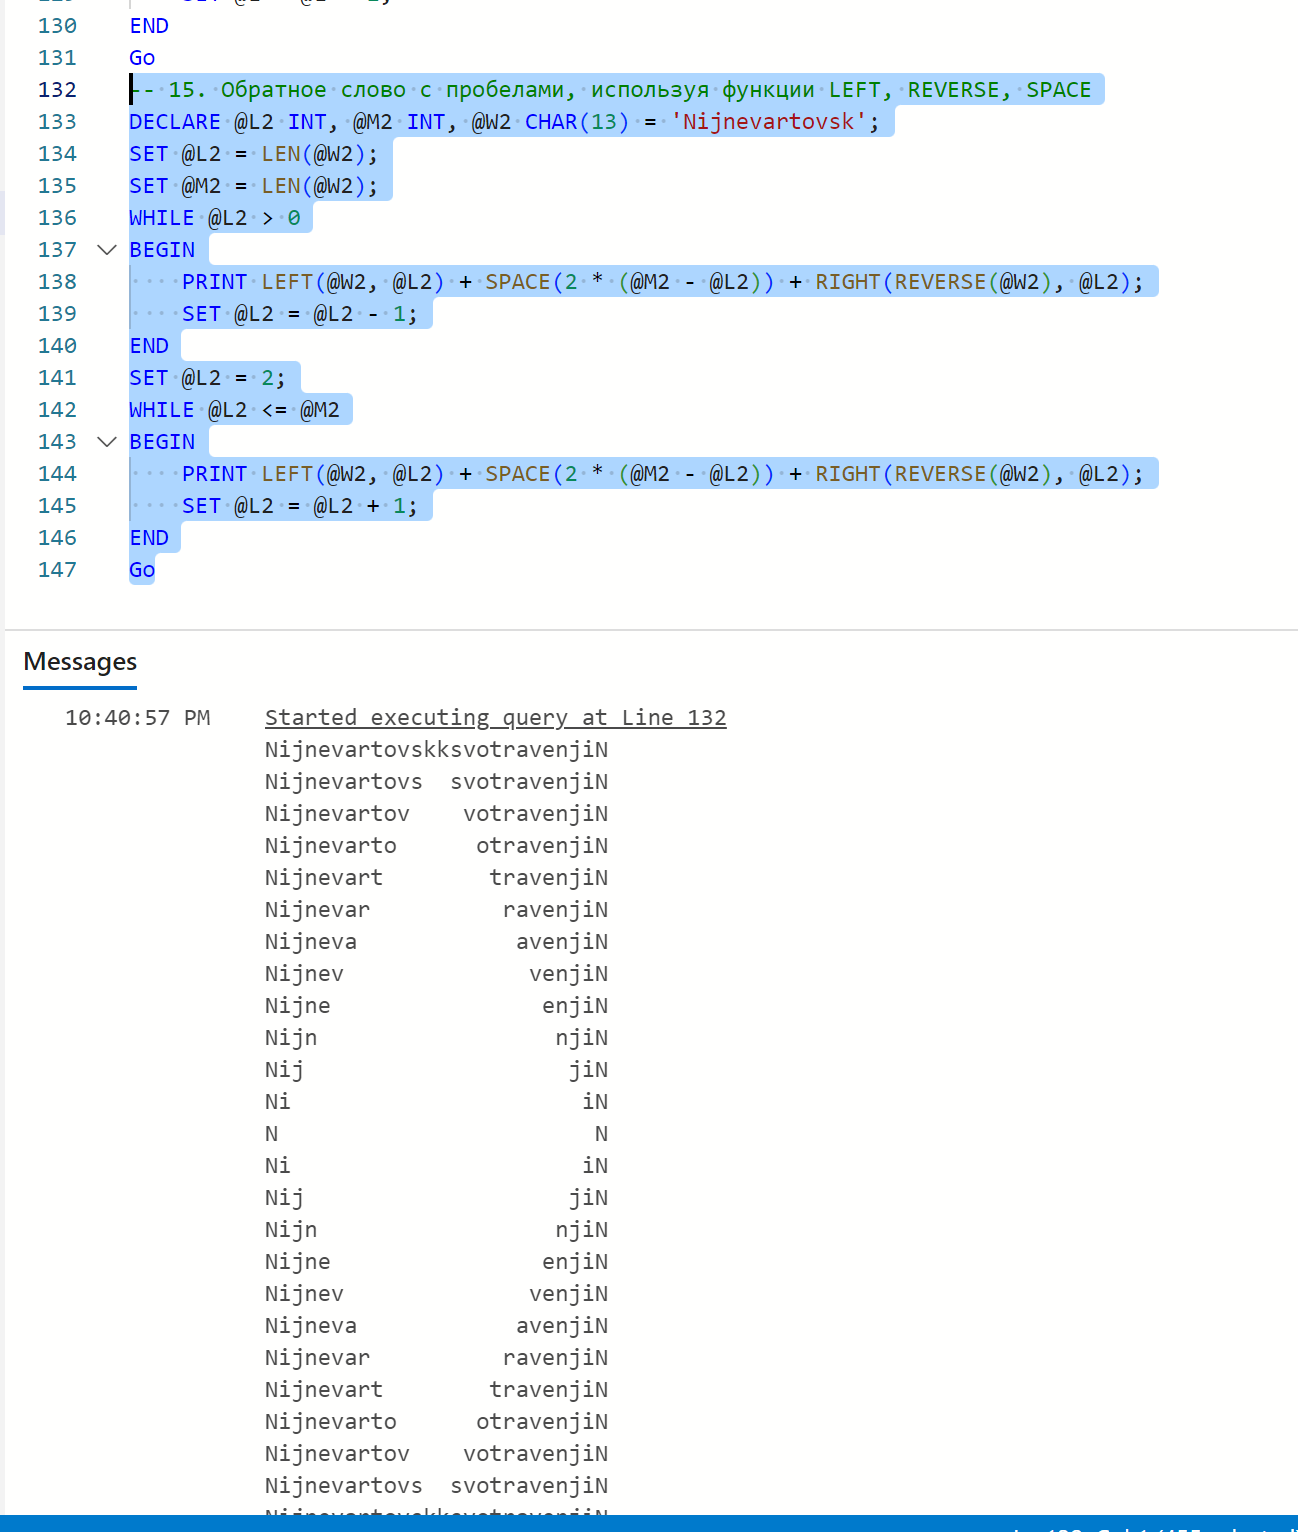 130 END
131 Go
132 -- 15. Обратное слово с пробелами, используя функции LEFT, REVERSE, SPACE
133 DECLARE @L2 INT, @M2 INT, @W2 CHAR(13) = 'Nijnevartovsk';
134 SET @L2 = LEN(@W2);
135 SET @M2 = LEN(@W2);
136 WHILE @L2 > 0
137 BEGIN
138     PRINT LEFT(@W2, @L2) + SPACE(2 * (@M2 - @L2)) + RIGHT(REVERSE(@W2), @L2);
139     SET @L2 = @L2 - 1;
140 END
141 SET @L2 = 2;
142 WHILE @L2 <= @M2
143 BEGIN
144     PRINT LEFT(@W2, @L2) + SPACE(2 * (@M2 - @L2)) + RIGHT(REVERSE(@W2), @L2);
145     SET @L2 = @L2 + 1;
146 END
147 Go
Messages
10:40:57 PM Started executing query at Line 132
Nijnevartovskksvotravenjin
Nijnevartovs  svotravenjiN
Nijnevartov    votravenjiN
Nijnevarto      otravenjiN
Nijnevart        travenjiN
Nijnevar          ravenjiN
Nijneva            avenjiN
Nijnev              venjiN
Nijne                enjiN
Nijn                  njiN
Nij                    jiN
Ni                      iN
N                        N
Ni                      iN
Nij                    jiN
Nijn                  njiN
Nijne                enjiN
Nijnev              venjiN
Nijneva            avenjiN
Nijnevar          ravenjiN
Nijnevart        travenjiN
Nijnevarto      otravenjiN
Nijnevartov    votravenjiN
Nijnevartovs  svotravenjiN